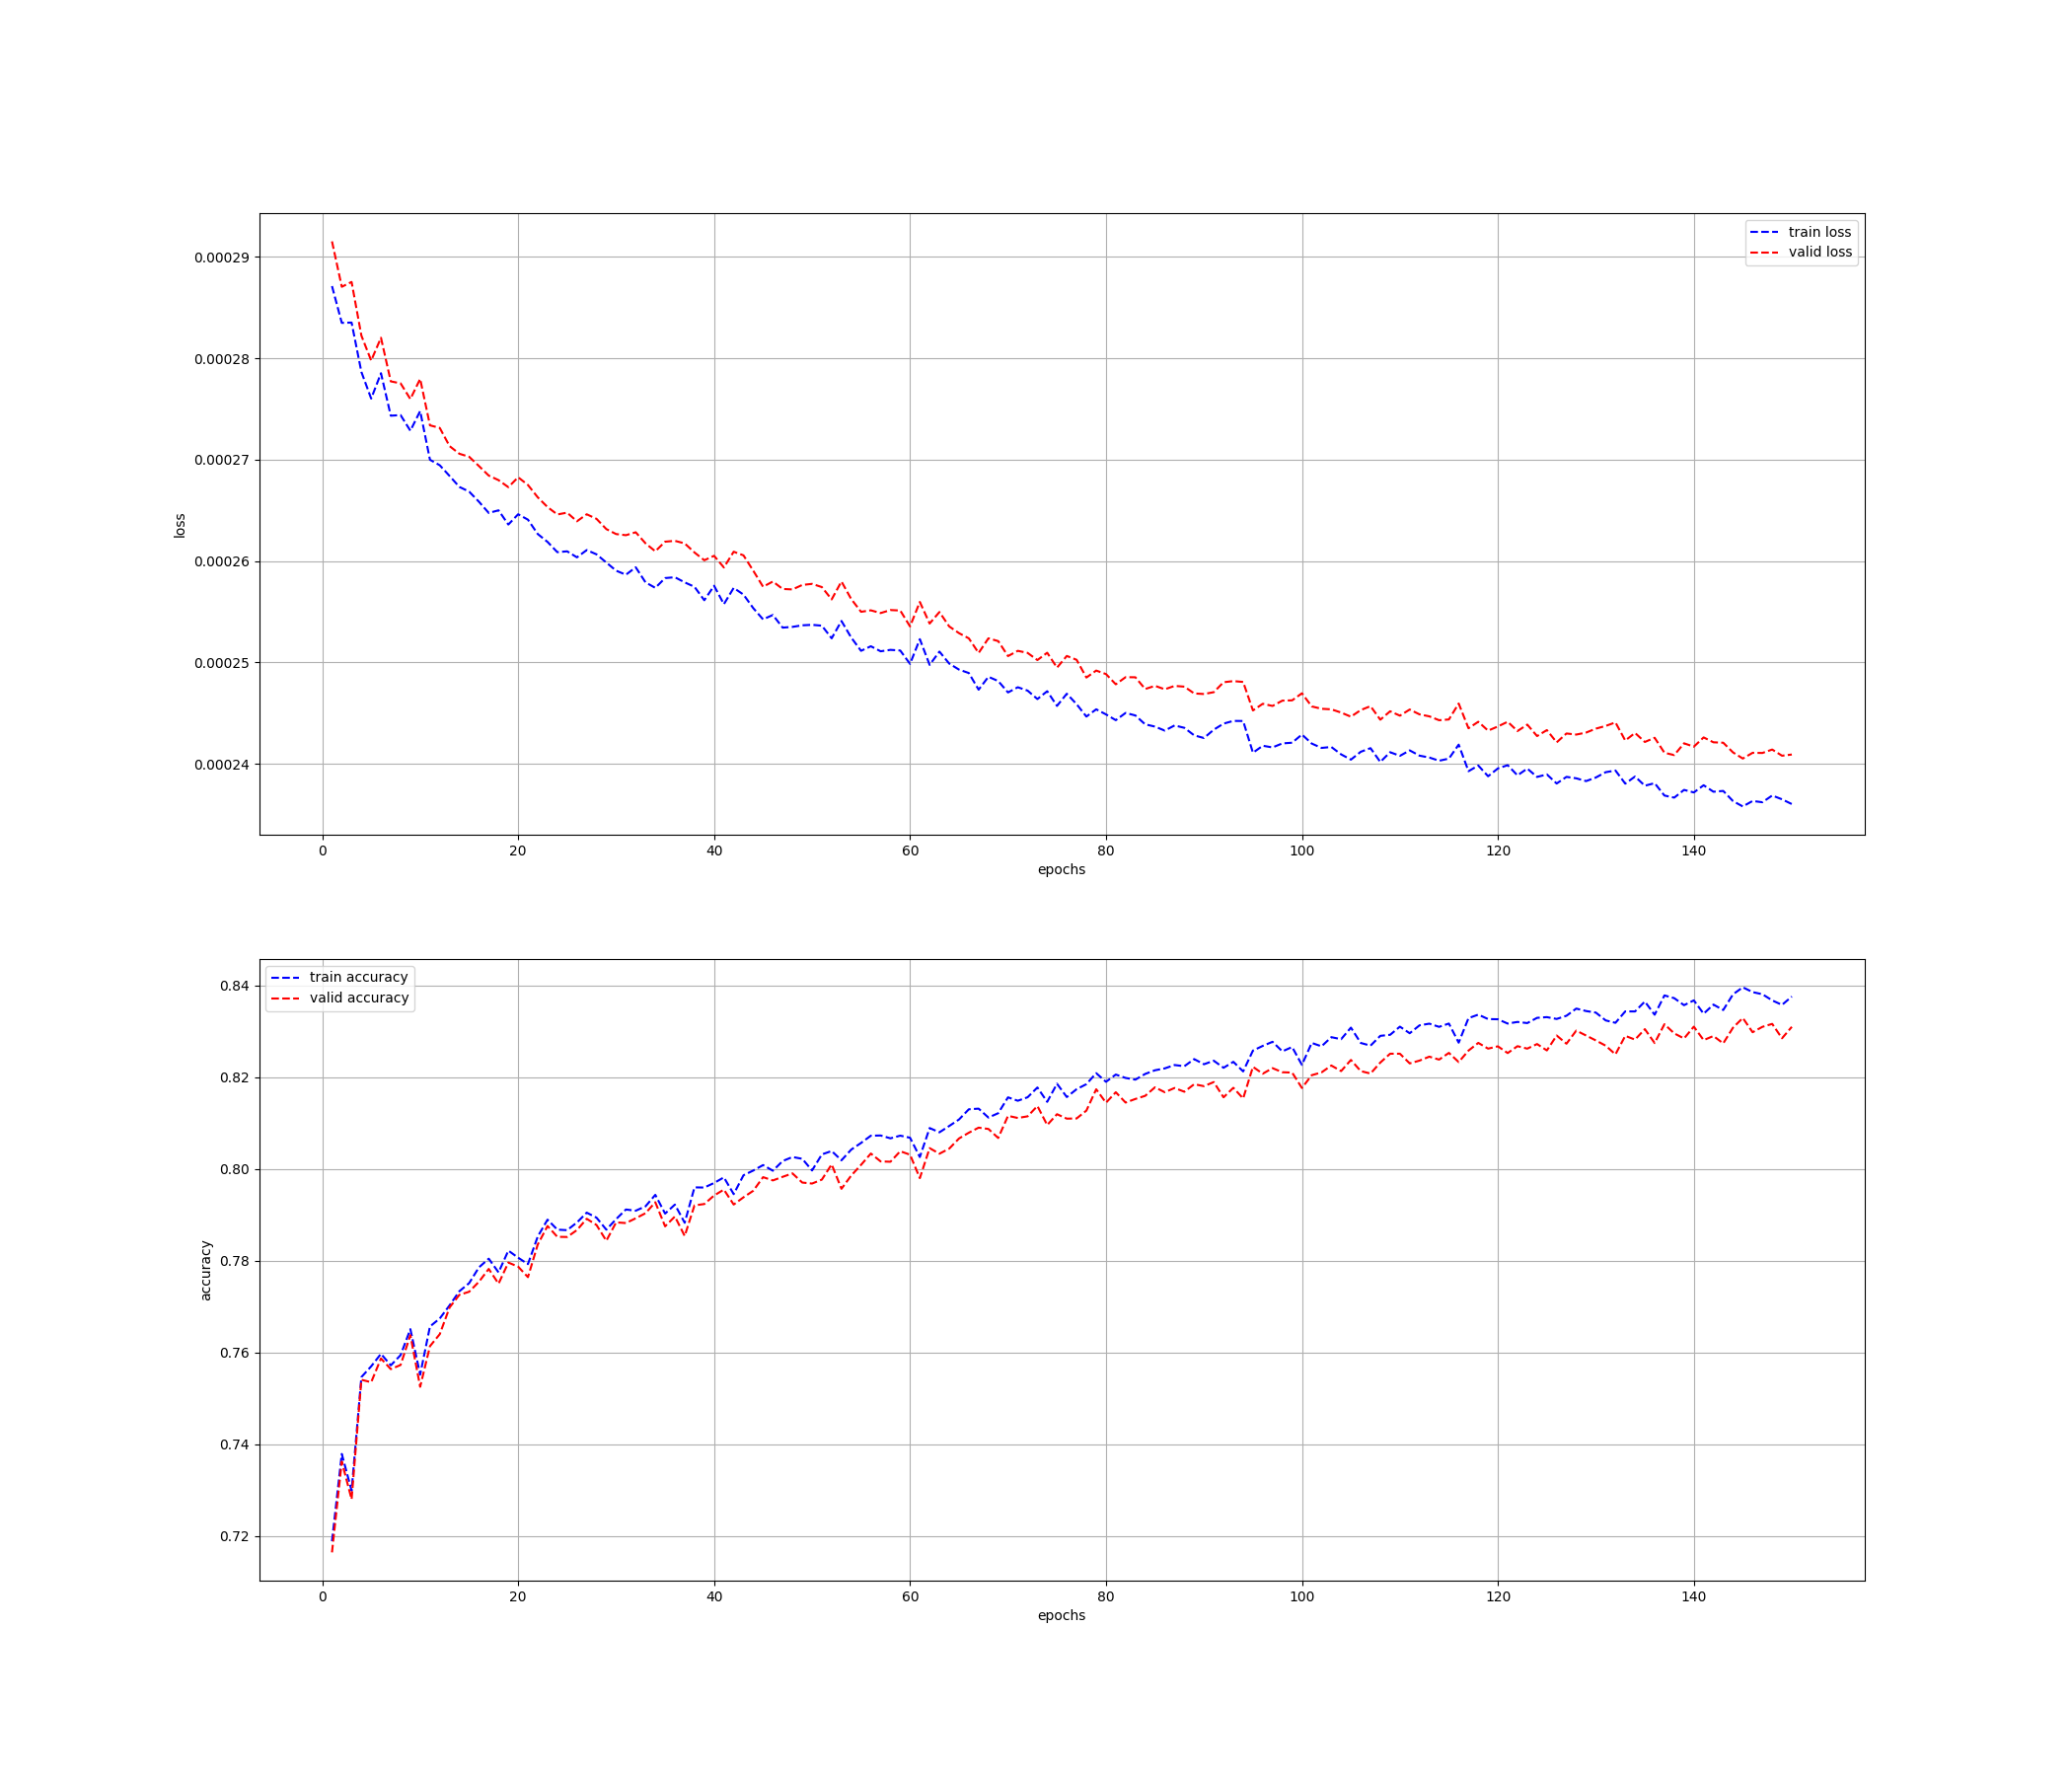 train loss
valid loss
0.00029
0.00028
0.00027
0.00026
0.00025
0.00024
loss
0 20 40 60 80 100 120 140
epochs
train accuracy
valid accuracy
0.84
0.82
0.80
0.78
0.76
0.74
0.72
accuracy
0 20 40 60 80 100 120 140
epochs